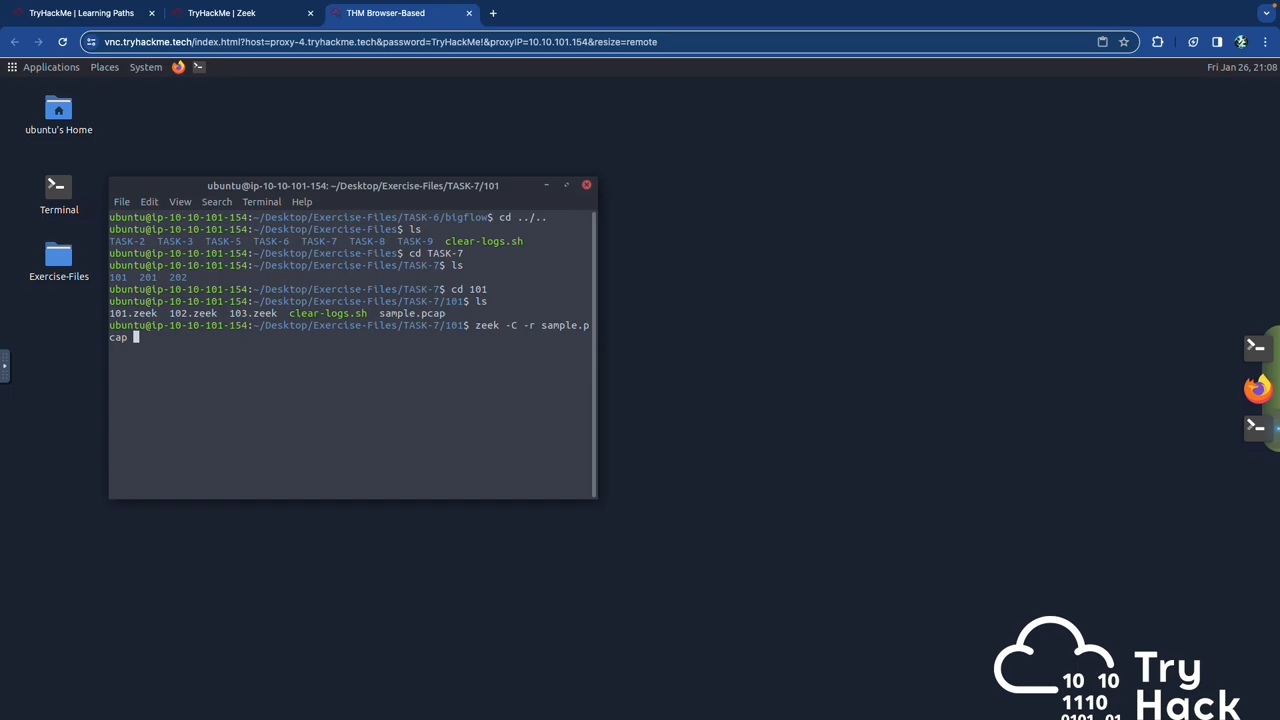 TryHackMe | Learning Paths
TryHackMe | Zeek
THM Browser-Based
vnc.tryhackme.tech/index.html?host=proxy-4.tryhackme.tech&password=TryHackMe!&proxyIP=10.10.101.154&resize=remote
Applications Places System
Fri Jan 26, 21:08
ubuntu's Home
Terminal
Exercise-Files
ubuntu@ip-10-10-101-154: ~/Desktop/Exercise-Files/TASK-7/101
File Edit View Search Terminal Help
ubuntu@ip-10-10-101-154:~/Desktop/Exercise-Files/TASK-6/bigflow$ cd ../..
ubuntu@ip-10-10-101-154:~/Desktop/Exercise-Files$ ls
TASK-2 TASK-3 TASK-5 TASK-6 TASK-7 TASK-8 TASK-9 clear-logs.sh
ubuntu@ip-10-10-101-154:~/Desktop/Exercise-Files$ cd TASK-7
ubuntu@ip-10-10-101-154:~/Desktop/Exercise-Files/TASK-7$ ls
101 201 202
ubuntu@ip-10-10-101-154:~/Desktop/Exercise-Files/TASK-7$ cd 101
ubuntu@ip-10-10-101-154:~/Desktop/Exercise-Files/TASK-7/101$ ls
101.zeek 102.zeek 103.zeek clear-logs.sh sample.pcap
ubuntu@ip-10-10-101-154:~/Desktop/Exercise-Files/TASK-7/101$ zeek -C -r sample.p
cap
Try
Hack
10 10
1110
0101 01